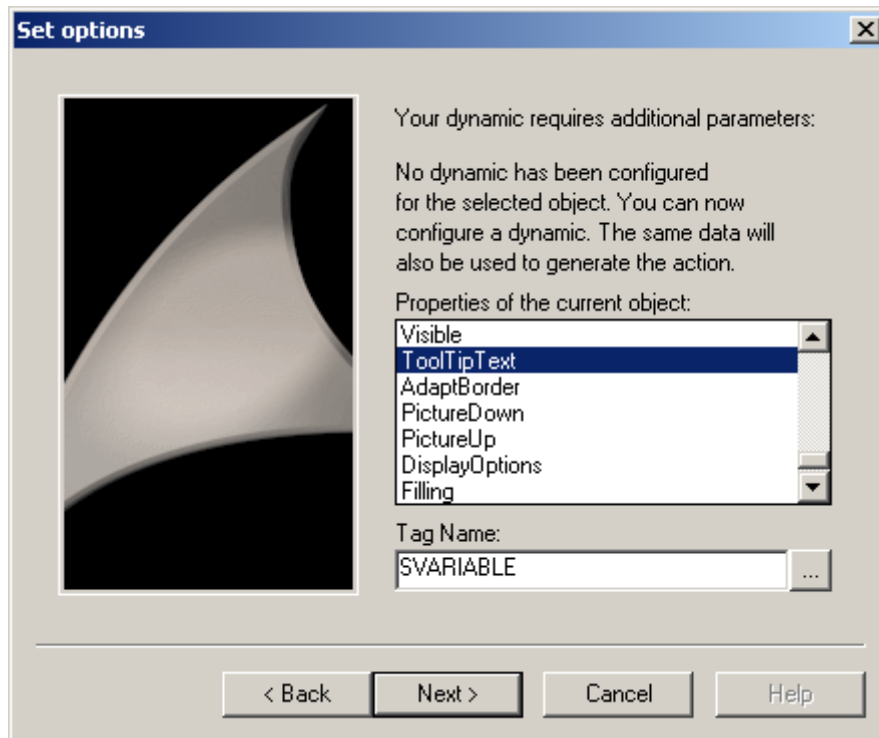 Set options
Your dynamic requires additional parameters:
No dynamic has been configured
for the selected object. You can now
configure a dynamic. The same data will
also be used to generate the action.
Properties of the current object:
Visible
ToolTipText
AdaptBorder
PictureDown
PictureUp
DisplayOptions
Filling
Tag Name:
SVARIABLE
...
< Back Next > Cancel Help